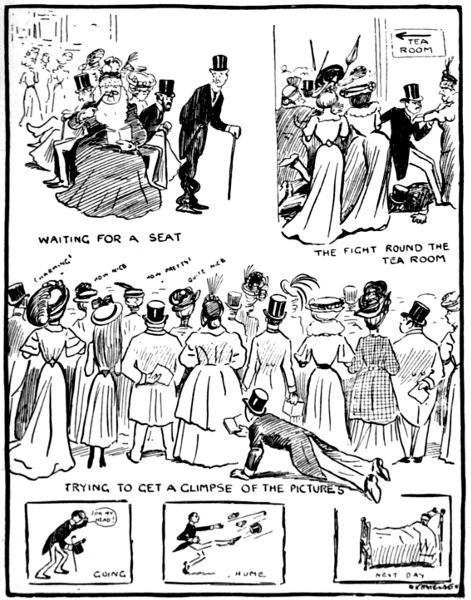 TEA
ROOM
WAITING FOR A SEAT
THE FIGHT ROUND THE
TEA ROOM
CHARMING!
HOW NICE
HOW PRETTY!
QUITE NICE
TRYING TO GET A GLIMPSE OF THE PICTURES
OH MY
HEAD!
GOING
HOME
NEXT DAY